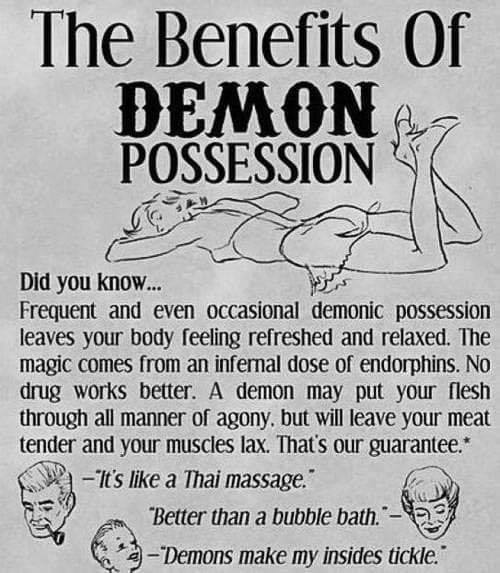 The Benefits Of
DEMON
POSSESSION
Did you know...
Frequent and even occasional demonic possession
leaves your body feeling refreshed and relaxed. The
magic comes from an infernal dose of endorphins. No
drug works better. A demon may put your flesh
through all manner of agony, but will leave your meat
tender and your muscles lax. That's our guarantee.*
–"It's like a Thai massage."
"Better than a bubble bath."–
–"Demons make my insides tickle."